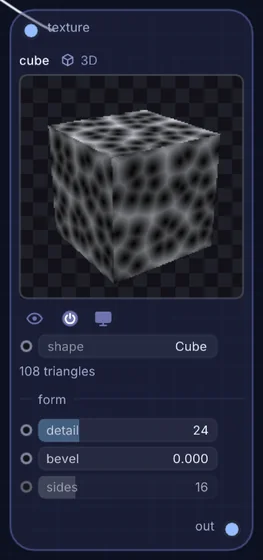 texture
cube 3D
shape Cube
108 triangles
form
detail 24
bevel 0.000
sides 16
out